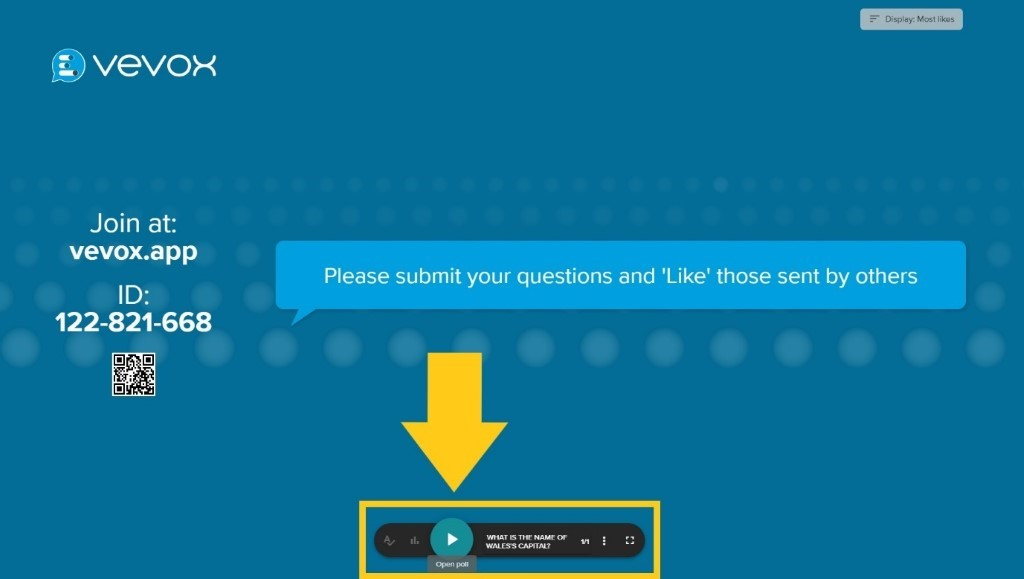 Display: Most likes
vevox
Join at:
vevox.app
ID:
122-821-668
Please submit your questions and 'Like' those sent by others
WHAT IS THE NAME OF
WALES'S CAPITAL?
1/1
Open poll